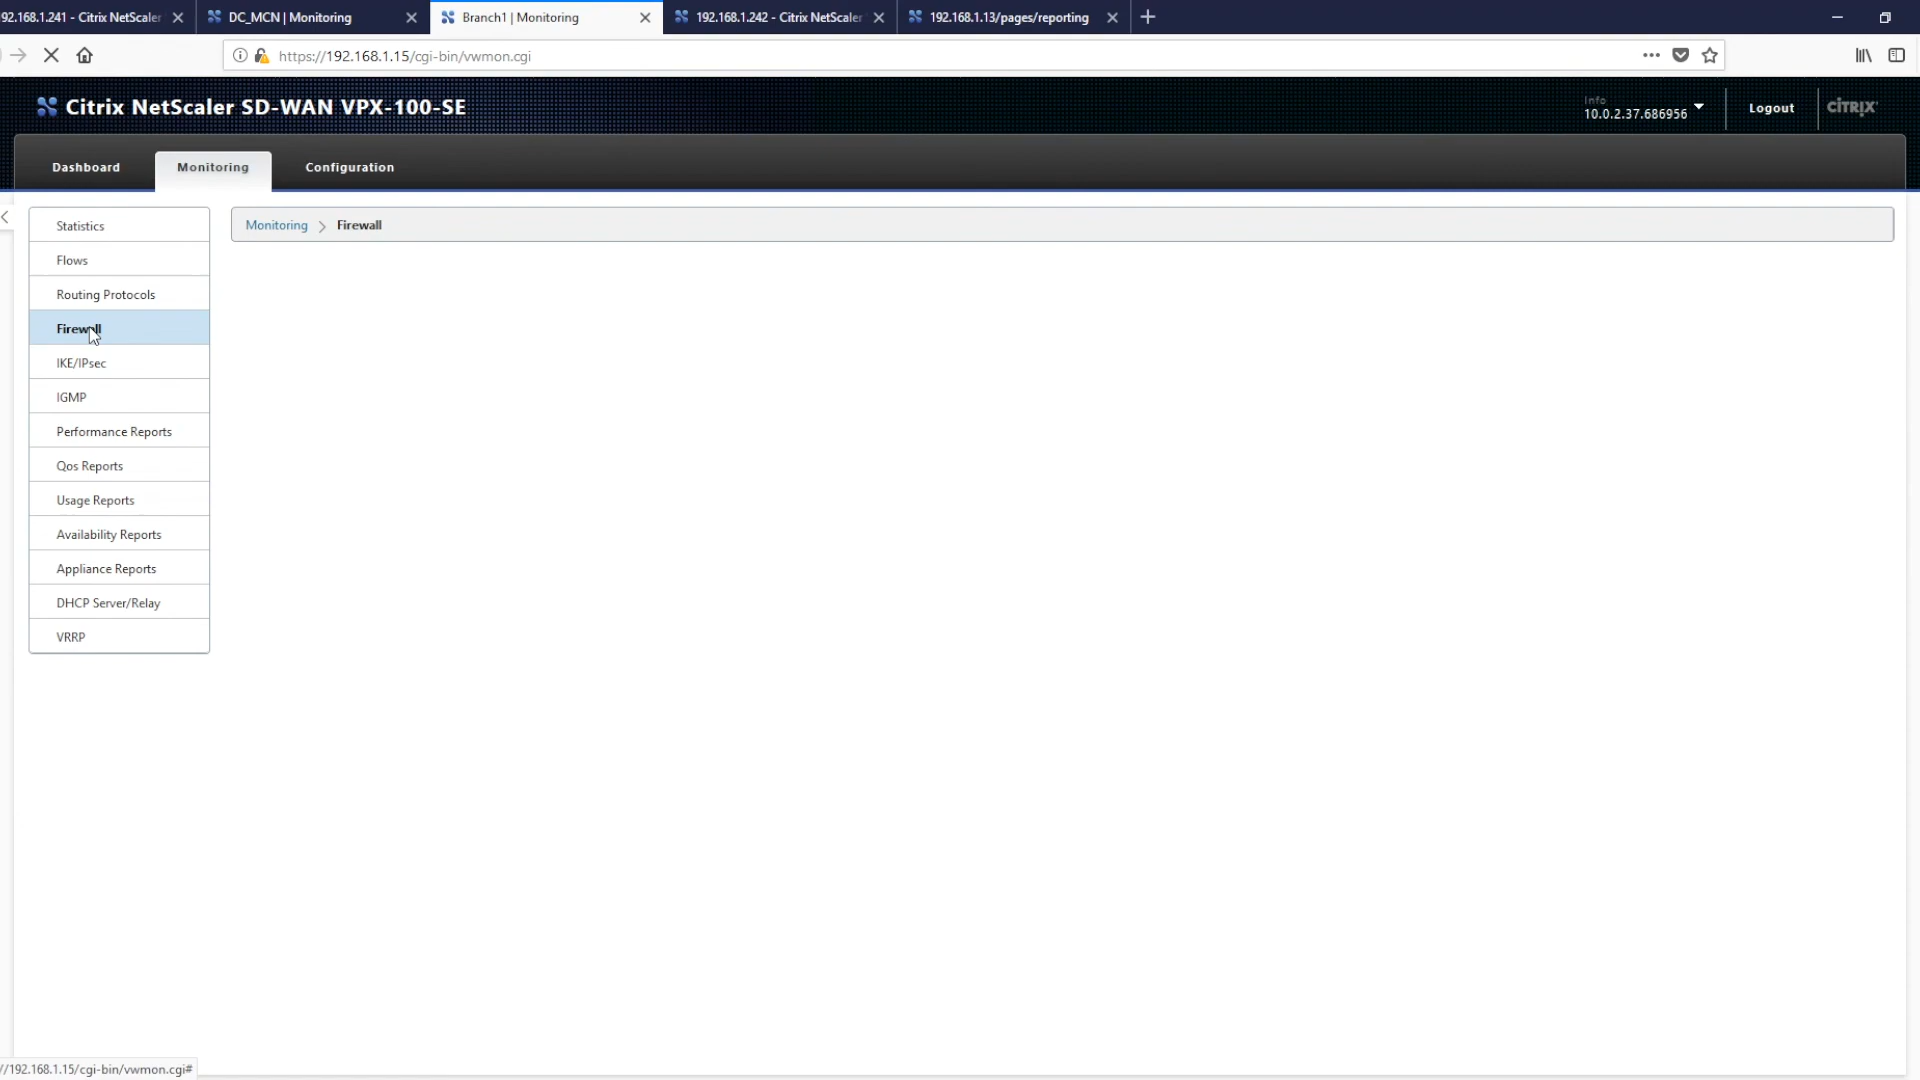 92.168.1.241 - Citrix NetScaler
DC_MCN | Monitoring
Branch1 | Monitoring
192.168.1.242 - Citrix NetScaler
192.168.1.13/pages/reporting
https://192.168.1.15/cgi-bin/vwmon.cgi
Citrix NetScaler SD-WAN VPX-100-SE
Info
10.0.2.37.686956
Logout
CITRIX
Dashboard
Monitoring
Configuration
Statistics
Monitoring > Firewall
Flows
Routing Protocols
Firewall
IKE/IPsec
IGMP
Performance Reports
Qos Reports
Usage Reports
Availability Reports
Appliance Reports
DHCP Server/Relay
VRRP
//192.168.1.15/cgi-bin/vwmon.cgi#